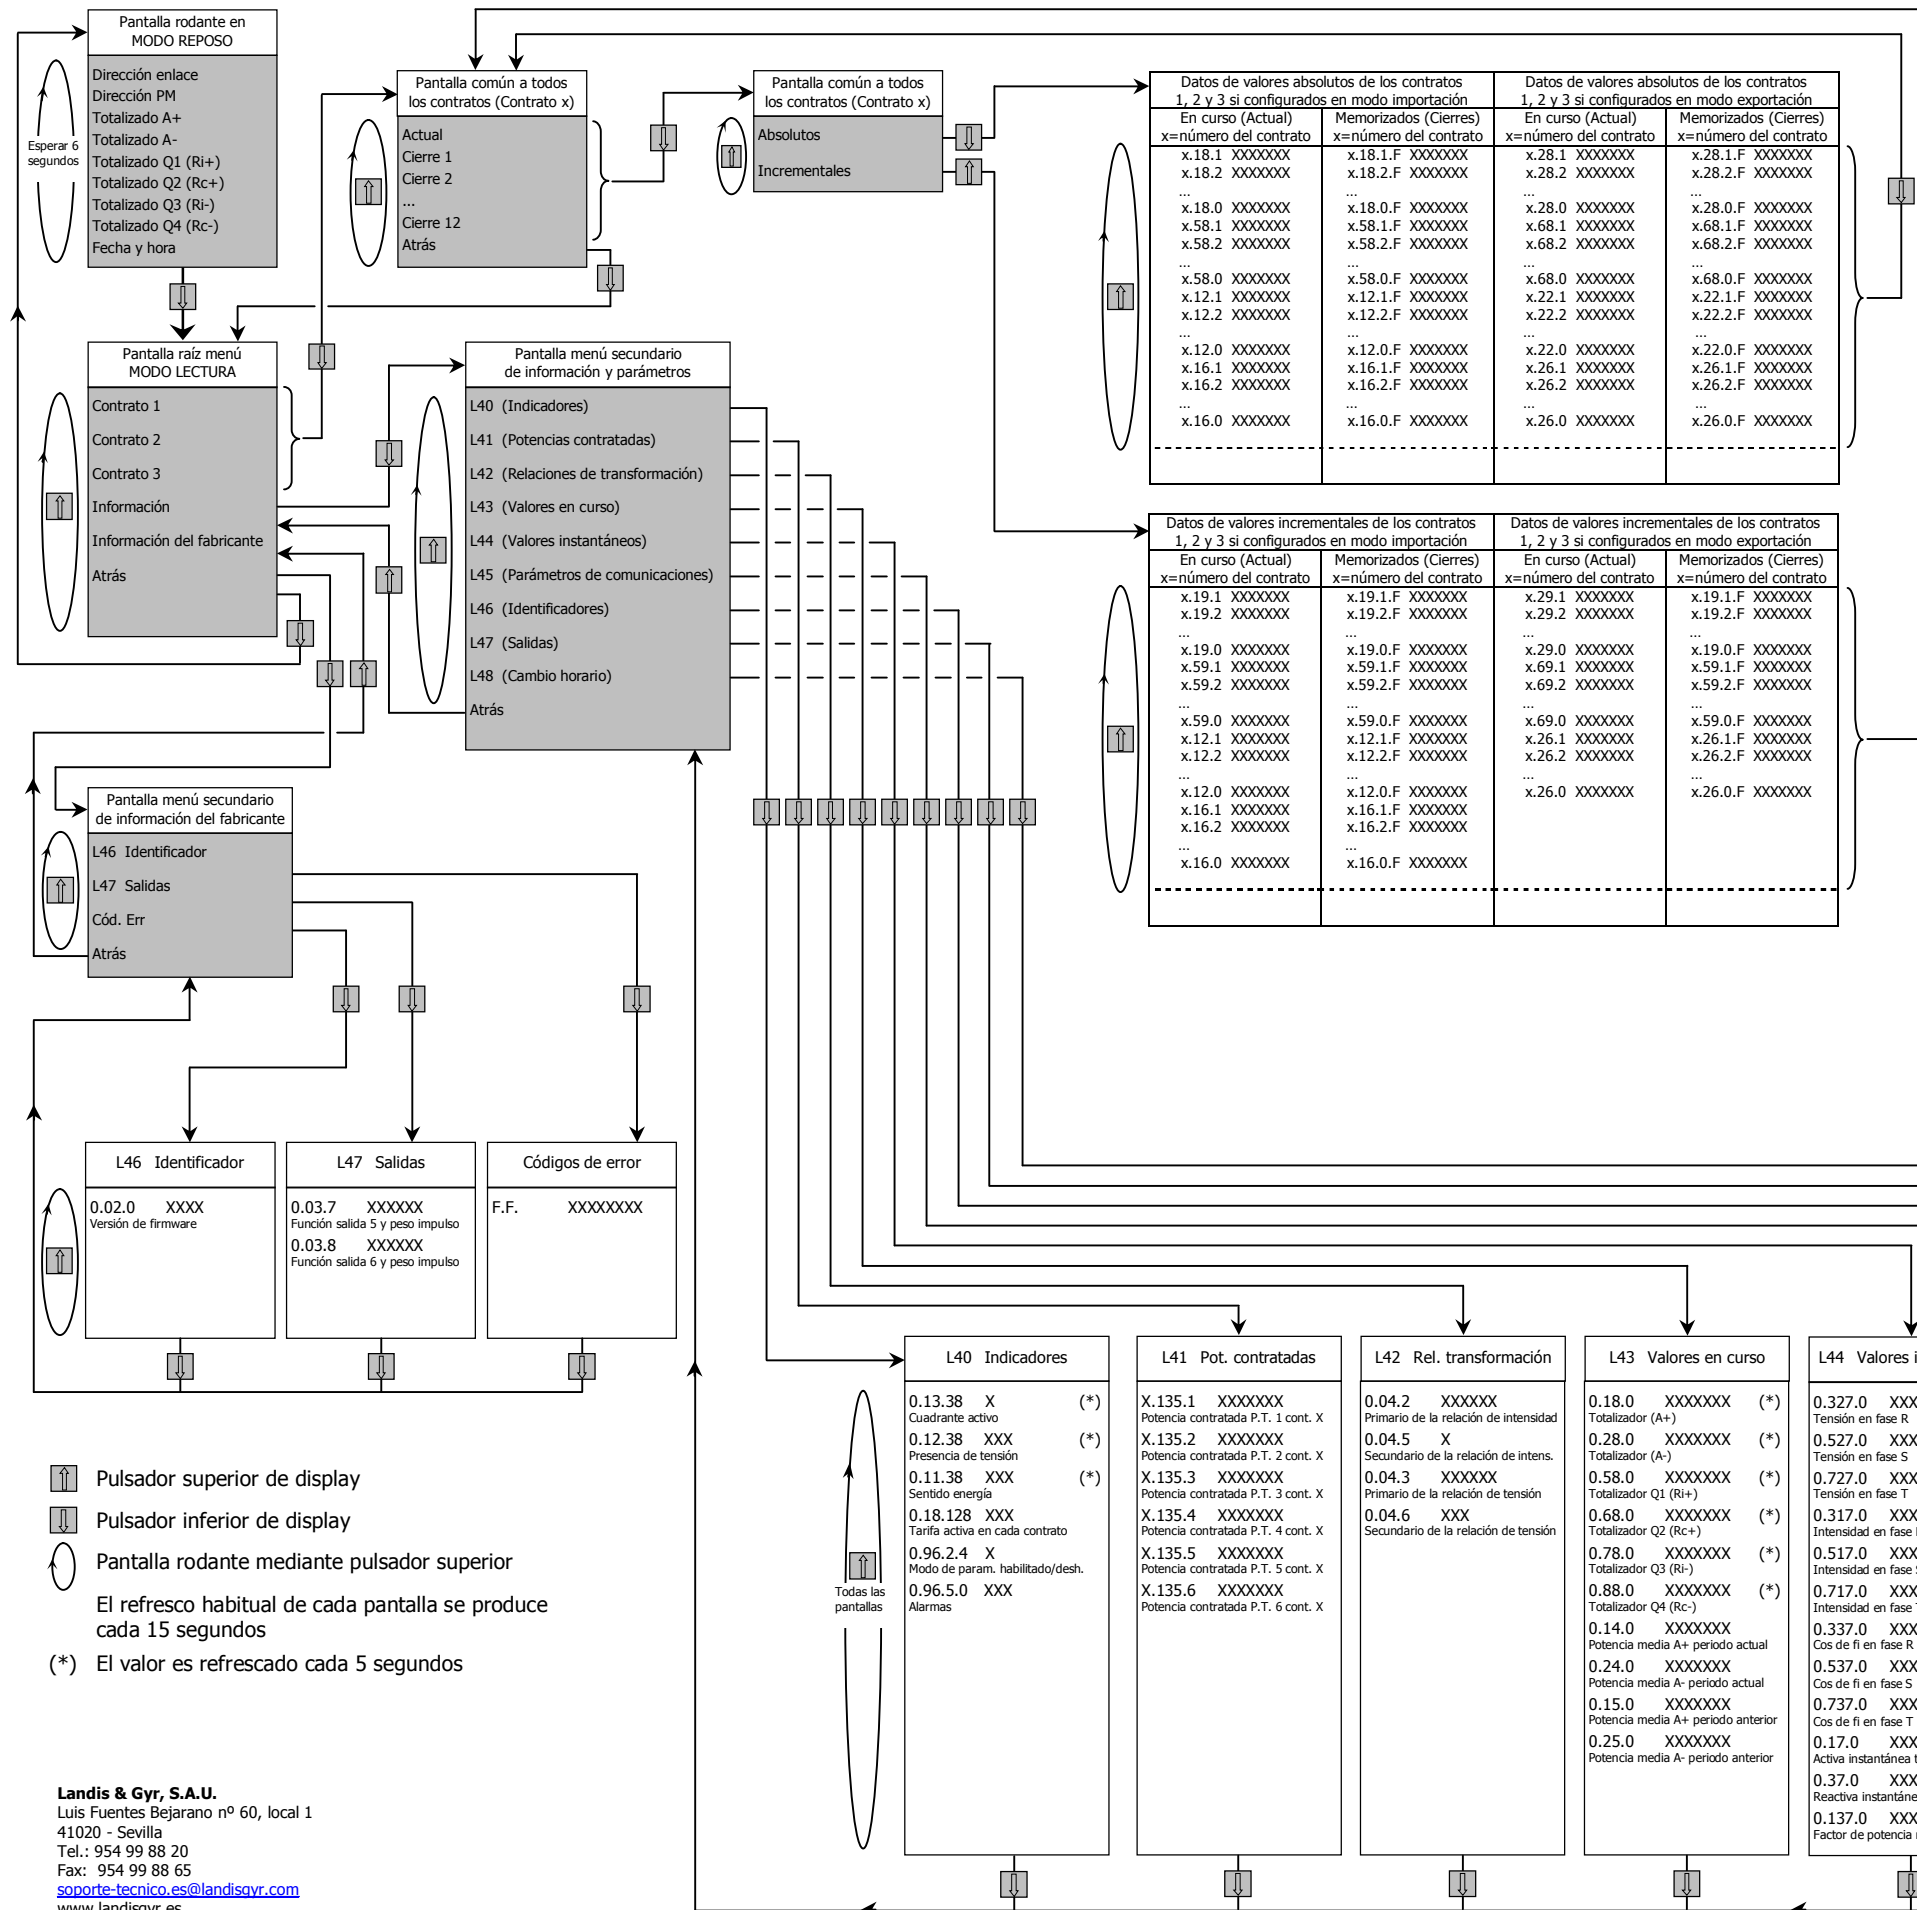 Pantalla rodante en
MODO REPOSO
Dirección enlace
Dirección PM
Totalizado A+
Totalizado A-
Totalizado Q1 (Ri+)
Totalizado Q2 (Rc+)
Totalizado Q3 (Ri-)
Totalizado Q4 (Rc-)
Fecha y hora
Esperar 6
segundos
Pantalla común a todos
los contratos (Contrato x)
Actual
Cierre 1
Cierre 2
...
Cierre 12
Atrás
Pantalla común a todos
los contratos (Contrato x)
Absolutos
Incrementales
Datos de valores absolutos de los contratos
1, 2 y 3 si configurados en modo importación
Datos de valores absolutos de los contratos
1, 2 y 3 si configurados en modo exportación
En curso (Actual)
x=número del contrato
x.18.1 XXXXXXX
x.18.2 XXXXXXX
...
x.18.0 XXXXXXX
x.58.1 XXXXXXX
x.58.2 XXXXXXX
...
x.58.0 XXXXXXX
x.12.1 XXXXXXX
x.12.2 XXXXXXX
...
x.12.0 XXXXXXX
x.16.1 XXXXXXX
x.16.2 XXXXXXX
...
x.16.0 XXXXXXX
Memorizados (Cierres)
x=número del contrato
x.18.1.F XXXXXXX
x.18.2.F XXXXXXX
...
x.18.0.F XXXXXXX
x.58.1.F XXXXXXX
x.58.2.F XXXXXXX
...
x.58.0.F XXXXXXX
x.12.1.F XXXXXXX
x.12.2.F XXXXXXX
...
x.12.0.F XXXXXXX
x.16.1.F XXXXXXX
x.16.2.F XXXXXXX
...
x.16.0.F XXXXXXX
En curso (Actual)
x=número del contrato
x.28.1 XXXXXXX
x.28.2 XXXXXXX
...
x.28.0 XXXXXXX
x.68.1 XXXXXXX
x.68.2 XXXXXXX
...
x.68.0 XXXXXXX
x.22.1 XXXXXXX
x.22.2 XXXXXXX
...
x.22.0 XXXXXXX
x.26.1 XXXXXXX
x.26.2 XXXXXXX
...
x.26.0 XXXXXXX
Memorizados (Cierres)
x=número del contrato
x.28.1.F XXXXXXX
x.28.2.F XXXXXXX
...
x.28.0.F XXXXXXX
x.68.1.F XXXXXXX
x.68.2.F XXXXXXX
...
x.68.0.F XXXXXXX
x.22.1.F XXXXXXX
x.22.2.F XXXXXXX
...
x.22.0.F XXXXXXX
x.26.1.F XXXXXXX
x.26.2.F XXXXXXX
...
x.26.0.F XXXXXXX
Pantalla raíz menú
MODO LECTURA
Contrato 1
Contrato 2
Contrato 3
Información
Información del fabricante
Atrás
Pantalla menú secundario
de información y parámetros
L40 (Indicadores)
L41 (Potencias contratadas)
L42 (Relaciones de transformación)
L43 (Valores en curso)
L44 (Valores instantáneos)
L45 (Parámetros de comunicaciones)
L46 (Identificadores)
L47 (Salidas)
L48 (Cambio horario)
Atrás
Datos de valores incrementales de los contratos
1, 2 y 3 si configurados en modo importación
Datos de valores incrementales de los contratos
1, 2 y 3 si configurados en modo exportación
En curso (Actual)
x=número del contrato
x.19.1 XXXXXXX
x.19.2 XXXXXXX
...
x.19.0 XXXXXXX
x.59.1 XXXXXXX
x.59.2 XXXXXXX
...
x.59.0 XXXXXXX
x.12.1 XXXXXXX
x.12.2 XXXXXXX
...
x.12.0 XXXXXXX
x.16.1 XXXXXXX
x.16.2 XXXXXXX
...
x.16.0 XXXXXXX
Memorizados (Cierres)
x=número del contrato
x.19.1.F XXXXXXX
x.19.2.F XXXXXXX
...
x.19.0.F XXXXXXX
x.59.1.F XXXXXXX
x.59.2.F XXXXXXX
...
x.59.0.F XXXXXXX
x.12.1.F XXXXXXX
x.12.2.F XXXXXXX
...
x.12.0.F XXXXXXX
x.16.1.F XXXXXXX
x.16.2.F XXXXXXX
...
x.16.0.F XXXXXXX
En curso (Actual)
x=número del contrato
x.29.1 XXXXXXX
x.29.2 XXXXXXX
...
x.29.0 XXXXXXX
x.69.1 XXXXXXX
x.69.2 XXXXXXX
...
x.69.0 XXXXXXX
x.26.1 XXXXXXX
x.26.2 XXXXXXX
...
x.26.0 XXXXXXX
Memorizados (Cierres)
x=número del contrato
x.19.1.F XXXXXXX
x.19.2.F XXXXXXX
...
x.19.0.F XXXXXXX
x.59.1.F XXXXXXX
x.59.2.F XXXXXXX
...
x.59.0.F XXXXXXX
x.26.1.F XXXXXXX
x.26.2.F XXXXXXX
...
x.26.0.F XXXXXXX
Pantalla menú secundario
de información del fabricante
L46 Identificador
L47 Salidas
Cód. Err
Atrás
L46 Identificador
0.02.0 XXXX
Versión de firmware
L47 Salidas
0.03.7 XXXXXX
Función salida 5 y peso impulso
0.03.8 XXXXXX
Función salida 6 y peso impulso
Códigos de error
F.F. XXXXXXXX
Todas las
pantallas
L40 Indicadores
0.13.38 X (*)
Cuadrante activo
0.12.38 XXX (*)
Presencia de tensión
0.11.38 XXX (*)
Sentido energía
0.18.128 XXX
Tarifa activa en cada contrato
0.96.2.4 X
Modo de param. habilitado/desh.
0.96.5.0 XXX
Alarmas
L41 Pot. contratadas
X.135.1 XXXXXXX
Potencia contratada P.T. 1 cont. X
X.135.2 XXXXXXX
Potencia contratada P.T. 2 cont. X
X.135.3 XXXXXXX
Potencia contratada P.T. 3 cont. X
X.135.4 XXXXXXX
Potencia contratada P.T. 4 cont. X
X.135.5 XXXXXXX
Potencia contratada P.T. 5 cont. X
X.135.6 XXXXXXX
Potencia contratada P.T. 6 cont. X
L42 Rel. transformación
0.04.2 XXXXXX
Primario de la relación de intensidad
0.04.5 X
Secundario de la relación de intens.
0.04.3 XXXXXX
Primario de la relación de tensión
0.04.6 XXX
Secundario de la relación de tensión
L43 Valores en curso
0.18.0 XXXXXXX (*)
Totalizador (A+)
0.28.0 XXXXXXX (*)
Totalizador (A-)
0.58.0 XXXXXXX (*)
Totalizador Q1 (Ri+)
0.68.0 XXXXXXX (*)
Totalizador Q2 (Rc+)
0.78.0 XXXXXXX (*)
Totalizador Q3 (Ri-)
0.88.0 XXXXXXX (*)
Totalizador Q4 (Rc-)
0.14.0 XXXXXXX
Potencia media A+ periodo actual
0.24.0 XXXXXXX
Potencia media A- periodo actual
0.15.0 XXXXXXX
Potencia media A+ periodo anterior
0.25.0 XXXXXXX
Potencia media A- periodo anterior
L44 Valores i
0.327.0 XXX
Tensión en fase R
0.527.0 XXX
Tensión en fase S
0.727.0 XXX
Tensión en fase T
0.317.0 XXX
Intensidad en fase
0.517.0 XXX
Intensidad en fase
0.717.0 XXX
Intensidad en fase
0.337.0 XXX
Cos de fi en fase R
0.537.0 XXX
Cos de fi en fase S
0.737.0 XXX
Cos de fi en fase T
0.17.0 XXX
Activa instantánea t
0.37.0 XXX
Reactiva instantáne
0.137.0 XXX
Factor de potencia
Pulsador superior de display
Pulsador inferior de display
Pantalla rodante mediante pulsador superior
El refresco habitual de cada pantalla se produce
cada 15 segundos
(*) El valor es refrescado cada 5 segundos
Landis & Gyr, S.A.U.
Luis Fuentes Bejarano nº 60, local 1
41020 - Sevilla
Tel.: 954 99 88 20
Fax: 954 99 88 65
soporte-tecnico.es@landisgyr.com
www.landisgyr.es